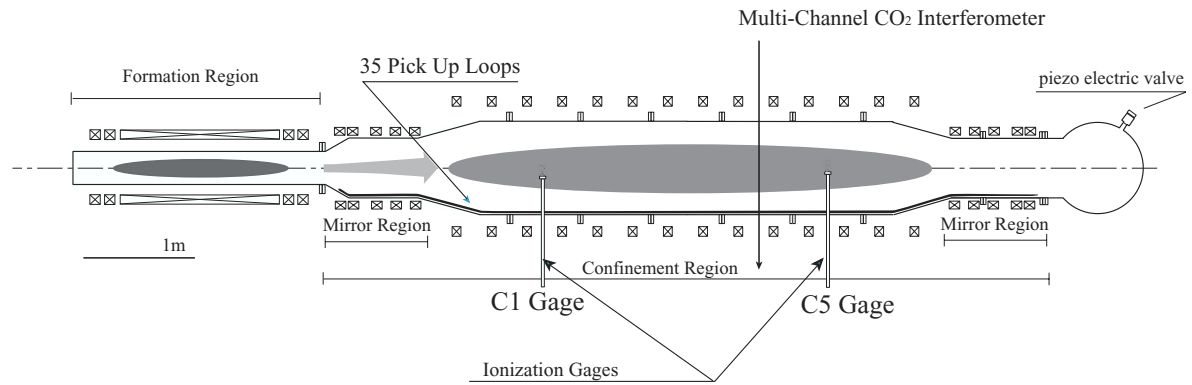 Multi-Channel CO₂ Interferometer
Formation Region
35 Pick Up Loops
piezo electric valve
Mirror Region
Mirror Region
1m
Confinement Region
C1 Gage
C5 Gage
Ionization Gages